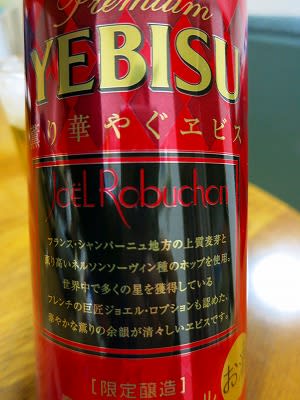 Premium
YEBISU
薫り華やぐヱビス
JoëL Robuchon
フランス・シャンパーニュ地方の上質麦芽と
薫り高いネルソンソーヴィン種のホップを使用。
世界中で多くの星を獲得している
フレンチの巨匠ジョエル・ロブションも認めた、
華やかな薫りの余韻が清々しいヱビスです。
[限定醸造]
お酒